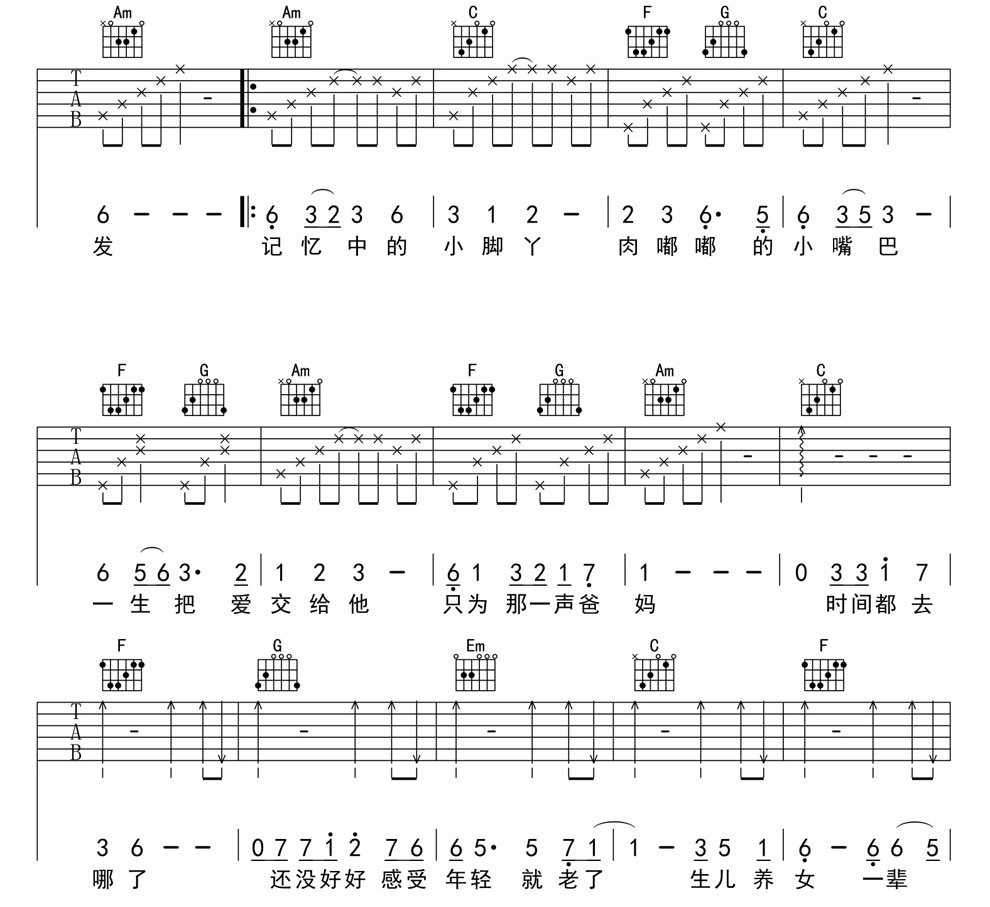 Am Am C F G C
T
A
B
6 - - - 6 3 2 3 6 3 1 2 - 2 3 6· 5 6 3 5 3 -
发 记 忆 中 的 小 脚 丫 肉 嘟 嘟 的 小 嘴 巴
F G Am F G Am C
T
A
B
6 5 6 3· 2 1 2 3 - 6 1 3 2 1 7 1 - - - 0 3 3 1 7
一 生 把 爱 交 给 他 只 为 那 一 声 爸 妈 时 间 都 去
F G Em C F
T
A
B
3 6 - - 0 7 7 1 2 7 6 6 5· 5 7 1 1 - 3 5 1 6 - 6 6 5
哪 了 还 没 好 好 感 受 年 轻 就 老 了 生 儿 养 女 一 辈